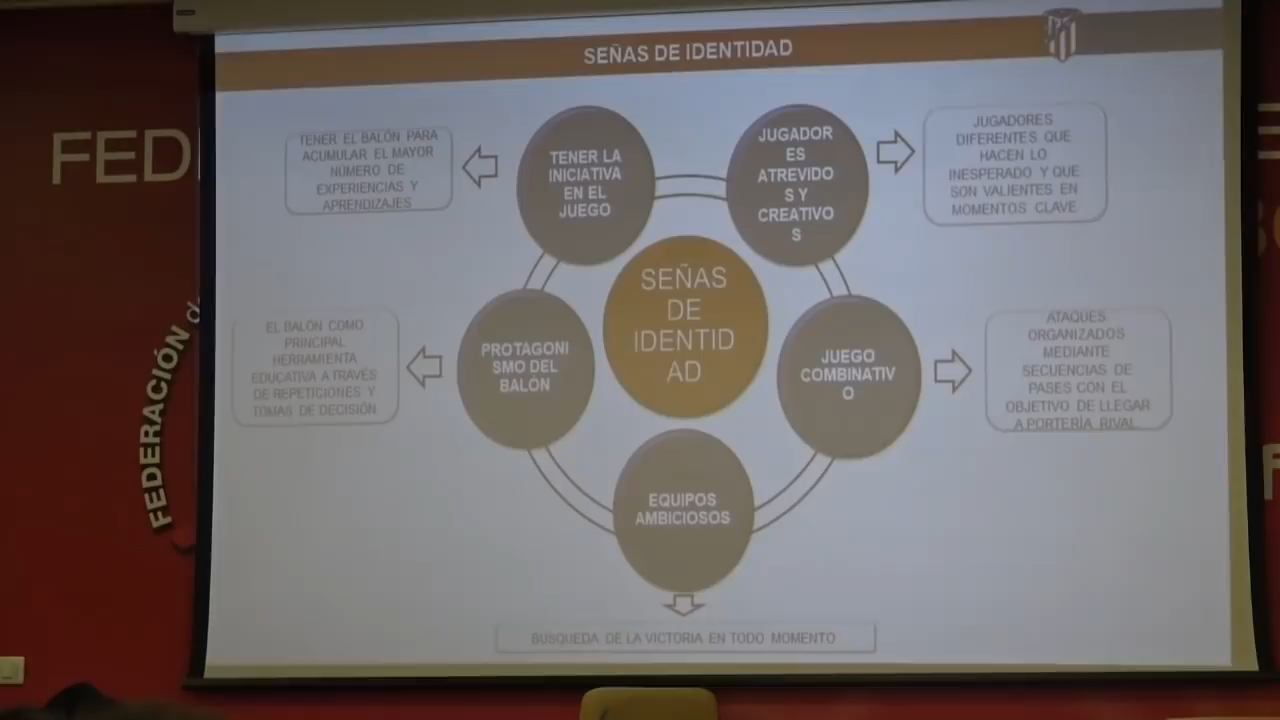 SEÑAS DE IDENTIDAD
FED
FEDERACIÓN
TENER EL BALÓN PARA
ACUMULAR EL MAYOR
NÚMERO DE
EXPERIENCIAS Y
APRENDIZAJES
TENER LA
INICIATIVA
EN EL
JUEGO
JUGADOR
ES
ATREVIDO
S Y
CREATIVO
S
JUGADORES
DIFERENTES QUE
HACEN LO
INESPERADO Y QUE
SON VALIENTES EN
MOMENTOS CLAVE
SEÑAS
DE
IDENTID
AD
EL BALÓN COMO
PRINCIPAL
HERRAMIENTA
EDUCATIVA A TRAVÉS
DE REPETICIONES Y
TOMAS DE DECISIÓN
PROTAGONI
SMO DEL
BALÓN
JUEGO
COMBINATIV
O
ATAQUES
ORGANIZADOS
MEDIANTE
SECUENCIAS DE
PASES CON EL
OBJETIVO DE LLEGAR
A PORTERÍA RIVAL
EQUIPOS
AMBICIOSOS
BUSQUEDA DE LA VICTORIA EN TODO MOMENTO